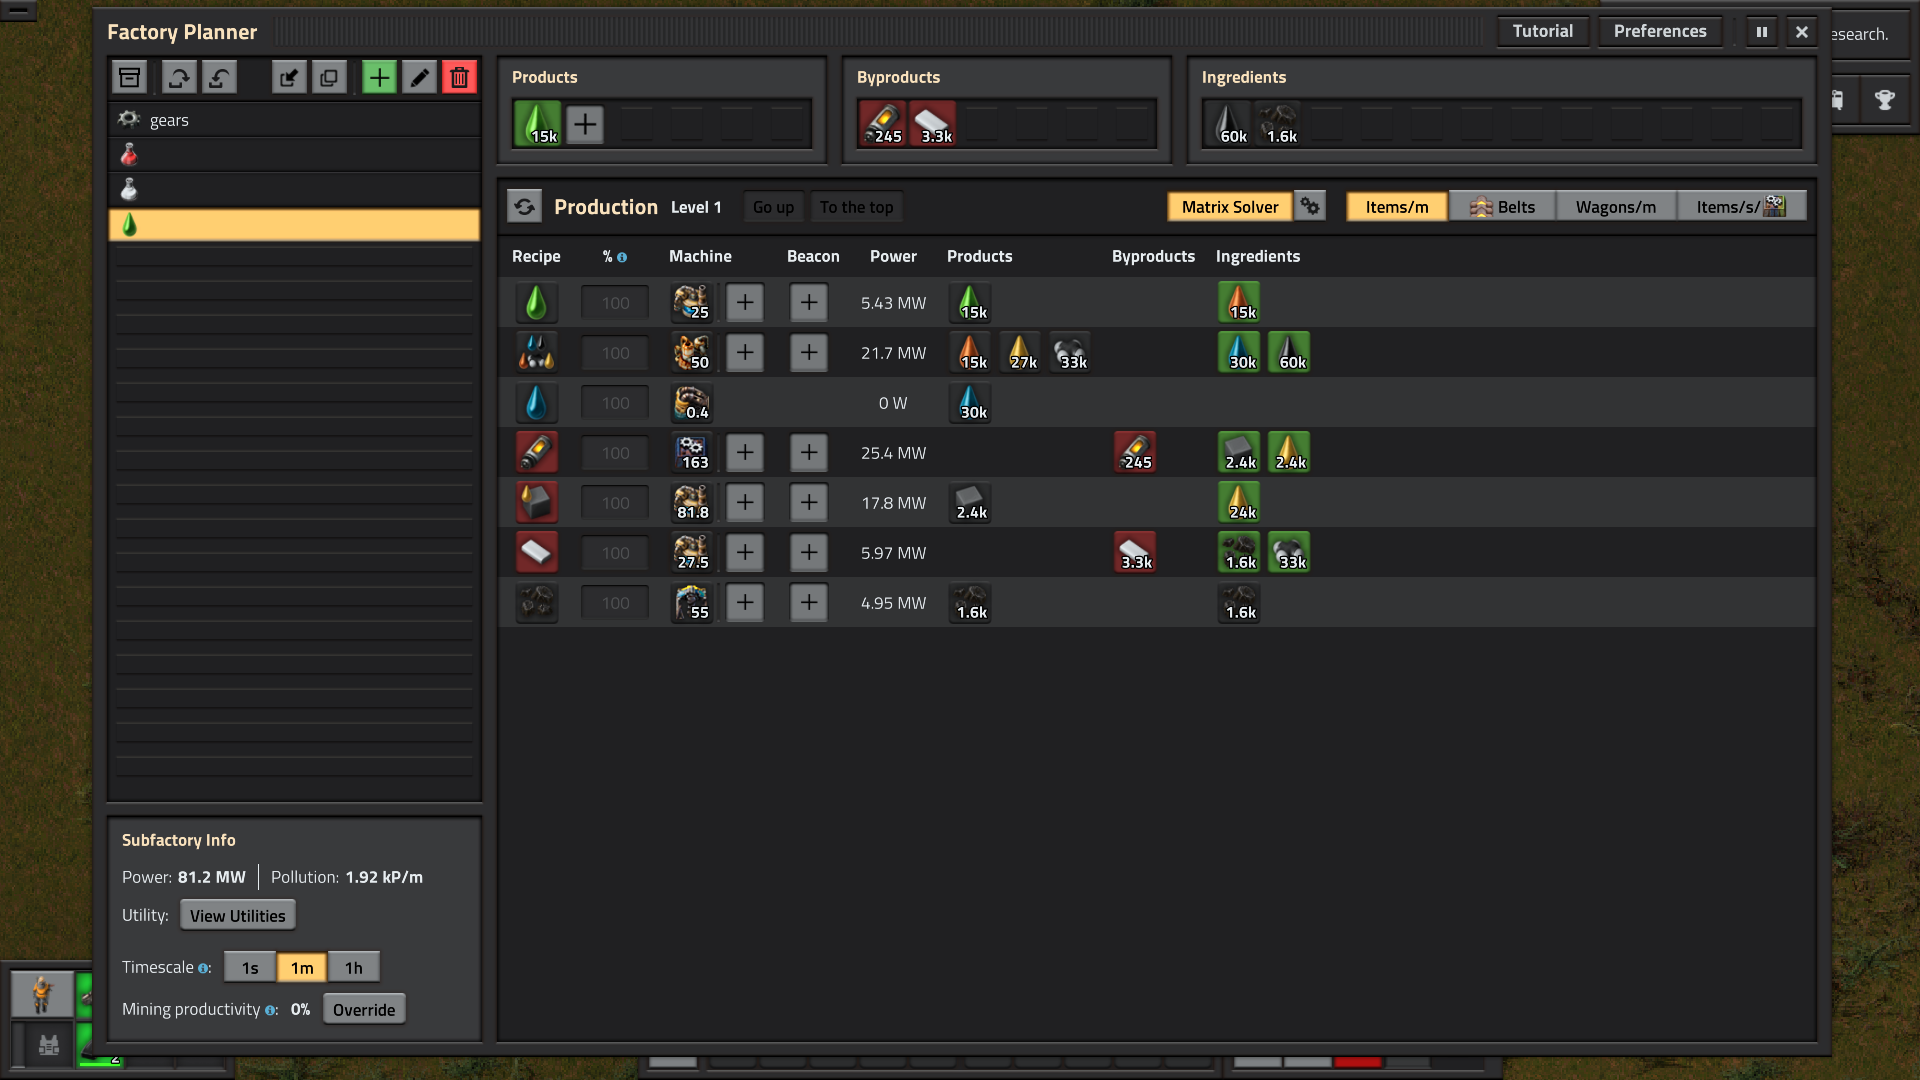 Factory Planner
Tutorial
Preferences
esearch.
gears
Products
15k
Byproducts
245 3.3k
Ingredients
60k 1.6k
Production Level 1 Go up To the top
Matrix Solver
Items/m Belts Wagons/m Items/s/
Recipe % Machine Beacon Power Products Byproducts Ingredients
100 25 5.43 MW 15k 15k
100 50 21.7 MW 15k 27k 33k 30k 60k
100 0.4 0 W 30k
100 163 25.4 MW 245 2.4k 2.4k
100 81.8 17.8 MW 2.4k 24k
100 27.5 5.97 MW 3.3k 1.6k 33k
100 55 4.95 MW 1.6k 1.6k
Subfactory Info
Power: 81.2 MW Pollution: 1.92 kP/m
Utility: View Utilities
Timescale : 1s 1m 1h
Mining productivity : 0% Override
2